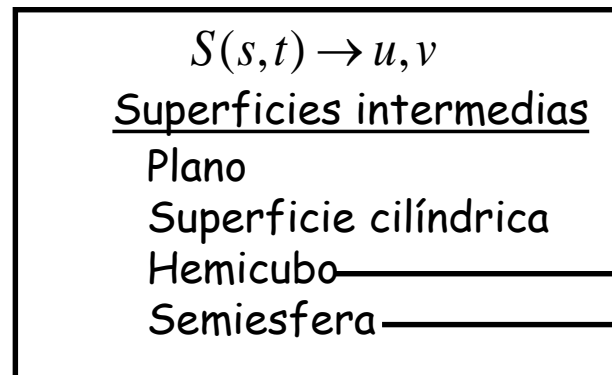 S(s,t) → u,v
Superficies intermedias
Plano
Superficie cilíndrica
Hemicubo
Semiesfera